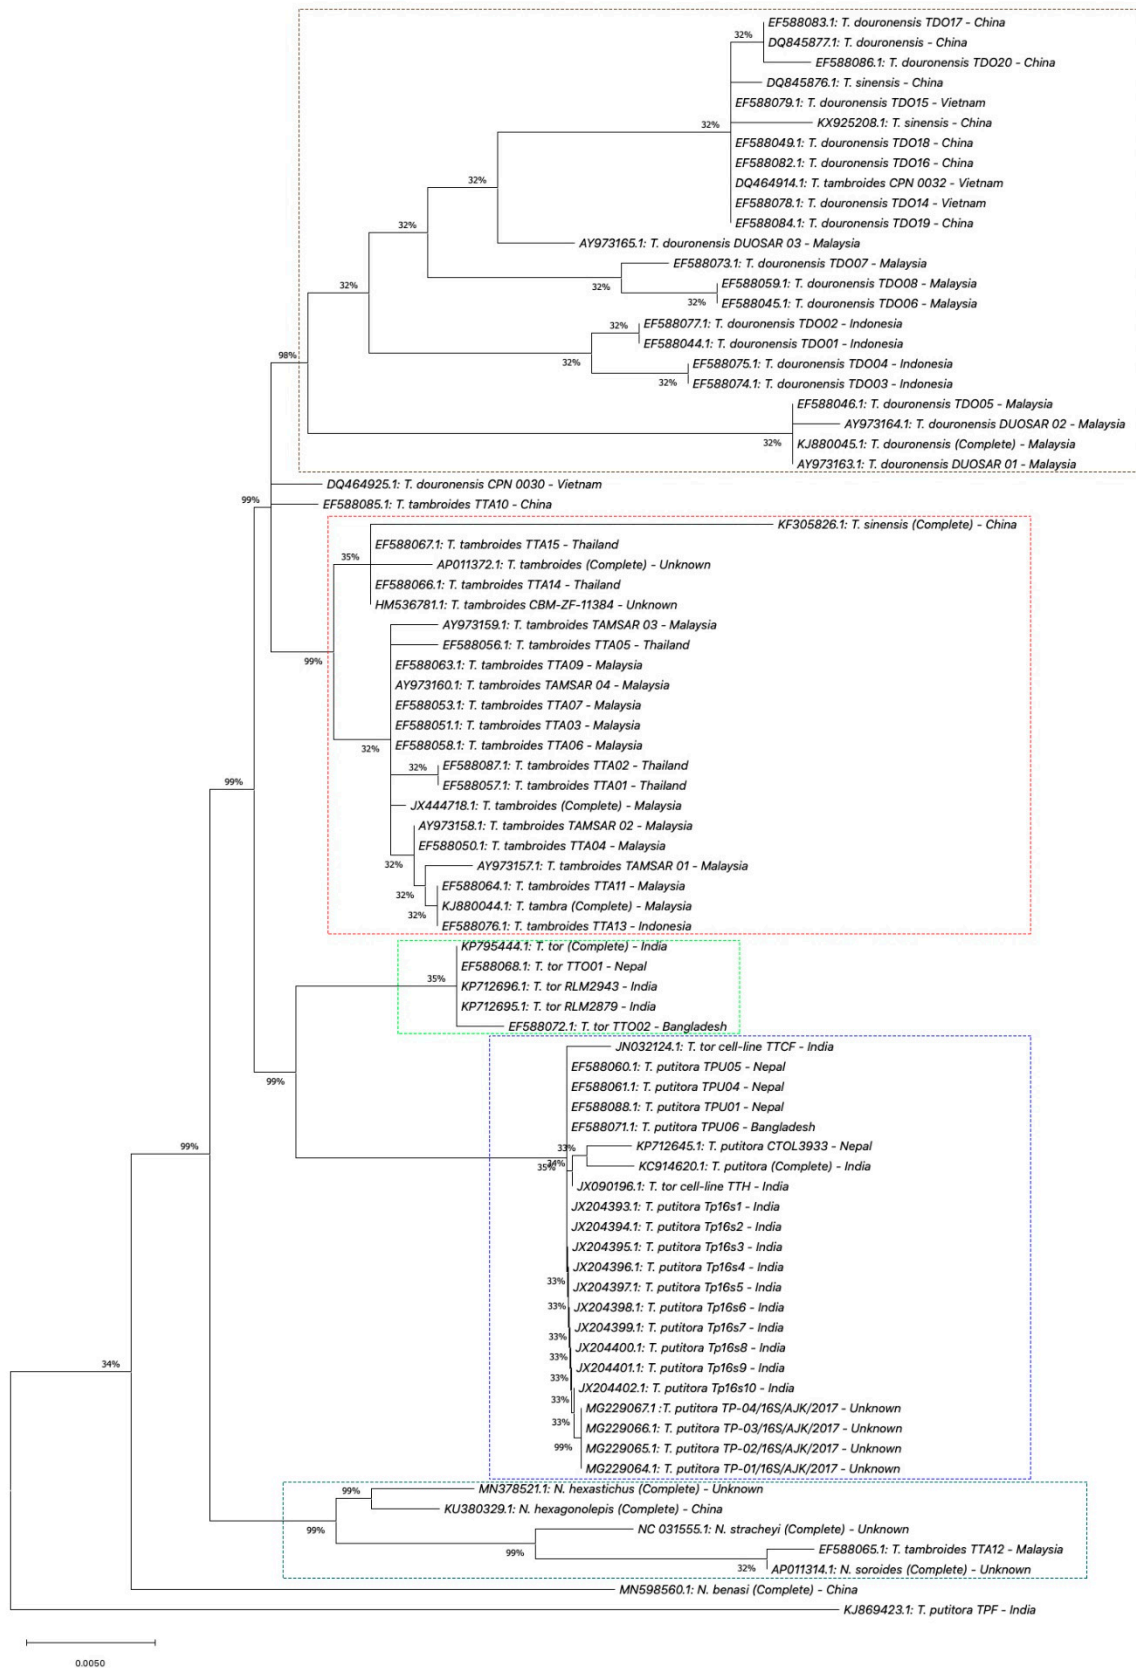 EF588083.1: T. douronensis TDO17 - China
32%
DQ845877.1: T. douronensis - China
EF588086.1: T. douronensis TDO20 - China
DQ845876.1: T. sinensis - China
EF588079.1: T. douronensis TDO15 - Vietnam
32%
KX925208.1: T. sinensis - China
EF588049.1: T. douronensis TDO18 - China
EF588082.1: T. douronensis TDO16 - China
32%
DQ464914.1: T. tambroides CPN 0032 - Vietnam
EF588078.1: T. douronensis TDO14 - Vietnam
32%
EF588084.1: T. douronensis TDO19 - China
AY973165.1: T. douronensis DUOSAR 03 - Malaysia
EF588073.1: T. douronensis TDO07 - Malaysia
32%
32%
EF588059.1: T. douronensis TDO08 - Malaysia
32%
EF588045.1: T. douronensis TDO06 - Malaysia
32%
EF588077.1: T. douronensis TDO02 - Indonesia
EF588044.1: T. douronensis TDO01 - Indonesia
98%
32%
EF588075.1: T. douronensis TDO04 - Indonesia
32%
EF588074.1: T. douronensis TDO03 - Indonesia
EF588046.1: T. douronensis TDO05 - Malaysia
AY973164.1: T. douronensis DUOSAR 02 - Malaysia
32%
KJ880045.1: T. douronensis (Complete) - Malaysia
AY973163.1: T. douronensis DUOSAR 01 - Malaysia
DQ464925.1: T. douronensis CPN 0030 - Vietnam
99%
EF588085.1: T. tambroides TTA10 - China
KF305826.1: T. sinensis (Complete) - China
EF588067.1: T. tambroides TTA15 - Thailand
35%
AP011372.1: T. tambroides (Complete) - Unknown
EF588066.1: T. tambroides TTA14 - Thailand
HM536781.1: T. tambroides CBM-ZF-11384 - Unknown
AY973159.1: T. tambroides TAMSAR 03 - Malaysia
EF588056.1: T. tambroides TTA05 - Thailand
99%
EF588063.1: T. tambroides TTA09 - Malaysia
AY973160.1: T. tambroides TAMSAR 04 - Malaysia
EF588053.1: T. tambroides TTA07 - Malaysia
EF588051.1: T. tambroides TTA03 - Malaysia
32%
EF588058.1: T. tambroides TTA06 - Malaysia
32%
EF588087.1: T. tambroides TTA02 - Thailand
99%
EF588057.1: T. tambroides TTA01 - Thailand
JX444718.1: T. tambroides (Complete) - Malaysia
AY973158.1: T. tambroides TAMSAR 02 - Malaysia
EF588050.1: T. tambroides TTA04 - Malaysia
32%
AY973157.1: T. tambroides TAMSAR 01 - Malaysia
32%
EF588064.1: T. tambroides TTA11 - Malaysia
KJ880044.1: T. tambra (Complete) - Malaysia
32%
EF588076.1: T. tambroides TTA13 - Indonesia
KP795444.1: T. tor (Complete) - India
EF588068.1: T. tor TTO01 - Nepal
35%
KP712696.1: T. tor RLM2943 - India
KP712695.1: T. tor RLM2879 - India
EF588072.1: T. tor TTO02 - Bangladesh
JN032124.1: T. tor cell-line TTCF - India
EF588060.1: T. putitora TPU05 - Nepal
99%
EF588061.1: T. putitora TPU04 - Nepal
EF588088.1: T. putitora TPU01 - Nepal
EF588071.1: T. putitora TPU06 - Bangladesh
99%
33%
KP712645.1: T. putitora CTOL3933 - Nepal
35%
34%
KC914620.1: T. putitora (Complete) - India
JX090196.1: T. tor cell-line TTH - India
JX204393.1: T. putitora Tp16s1 - India
JX204394.1: T. putitora Tp16s2 - India
JX204395.1: T. putitora Tp16s3 - India
JX204396.1: T. putitora Tp16s4 - India
33%
JX204397.1: T. putitora Tp16s5 - India
33%
JX204398.1: T. putitora Tp16s6 - India
JX204399.1: T. putitora Tp16s7 - India
33%
JX204400.1: T. putitora Tp16s8 - India
33%
34%
JX204401.1: T. putitora Tp16s9 - India
33%
JX204402.1: T. putitora Tp16s10 - India
33%
MG229067.1 :T. putitora TP-04/16S/AJK/2017 - Unknown
33%
MG229066.1: T. putitora TP-03/16S/AJK/2017 - Unknown
99%
MG229065.1: T. putitora TP-02/16S/AJK/2017 - Unknown
MG229064.1: T. putitora TP-01/16S/AJK/2017 - Unknown
99%
MN378521.1: N. hexastichus (Complete) - Unknown
KU380329.1: N. hexagonolepis (Complete) - China
99%
NC 031555.1: N. stracheyi (Complete) - Unknown
99%
EF588065.1: T. tambroides TTA12 - Malaysia
32%
AP011314.1: N. soroides (Complete) - Unknown
MN598560.1: N. benasi (Complete) - China
KJ869423.1: T. putitora TPF - India
0.0050